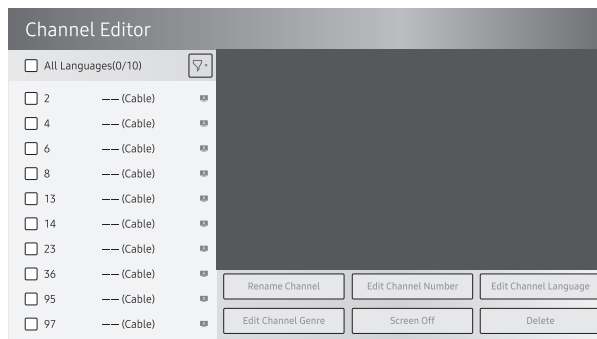 Channel Editor
All Languages(0/10)
2 —— (Cable)
4 —— (Cable)
6 —— (Cable)
8 —— (Cable)
13 —— (Cable)
14 —— (Cable)
23 —— (Cable)
36 —— (Cable)
95 —— (Cable)
97 —— (Cable)
Rename Channel Edit Channel Number Edit Channel Language
Edit Channel Genre Screen Off Delete